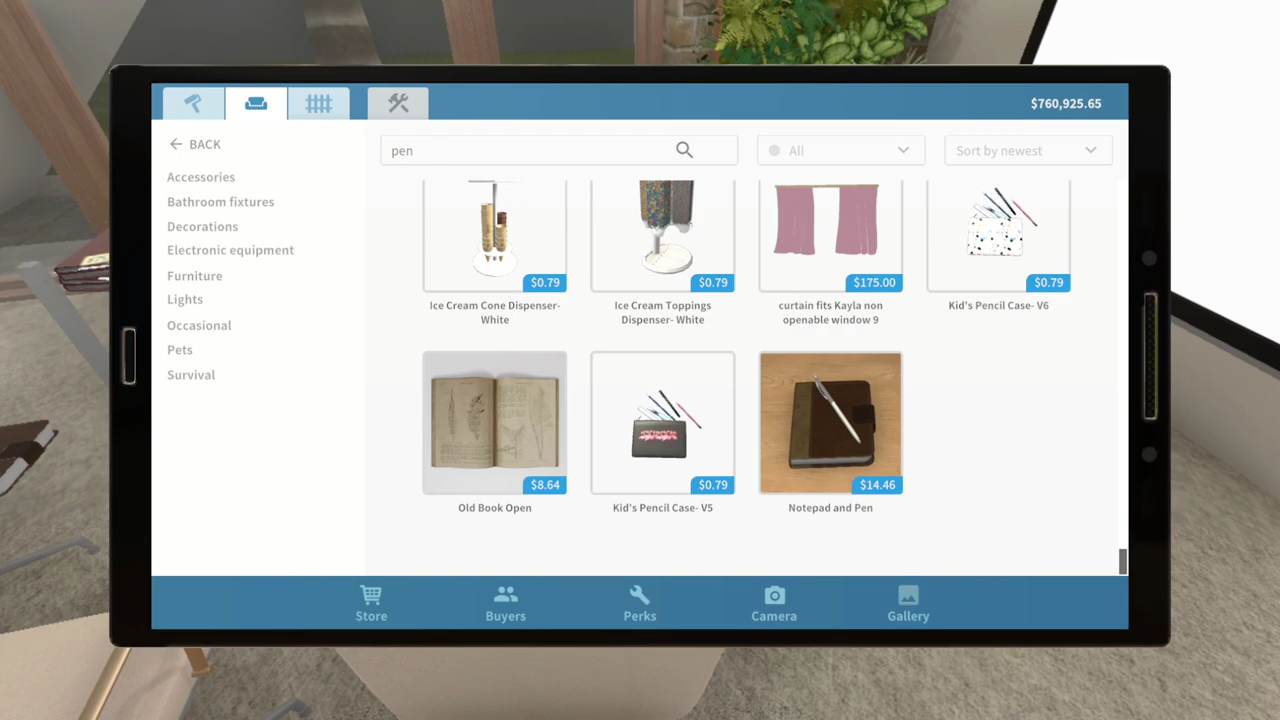 $760,925.65
BACK
pen
All
Sort by newest
Accessories
Bathroom fixtures
Decorations
Electronic equipment
Furniture
Lights
Occasional
Pets
Survival
$0.79
$0.79
$175.00
$0.79
Ice Cream Cone Dispenser-
White
Ice Cream Toppings
Dispenser- White
curtain fits Kayla non
openable window 9
Kid's Pencil Case- V6
$8.64
$0.79
$14.46
Old Book Open
Kid's Pencil Case- V5
Notepad and Pen
Store
Buyers
Perks
Camera
Gallery